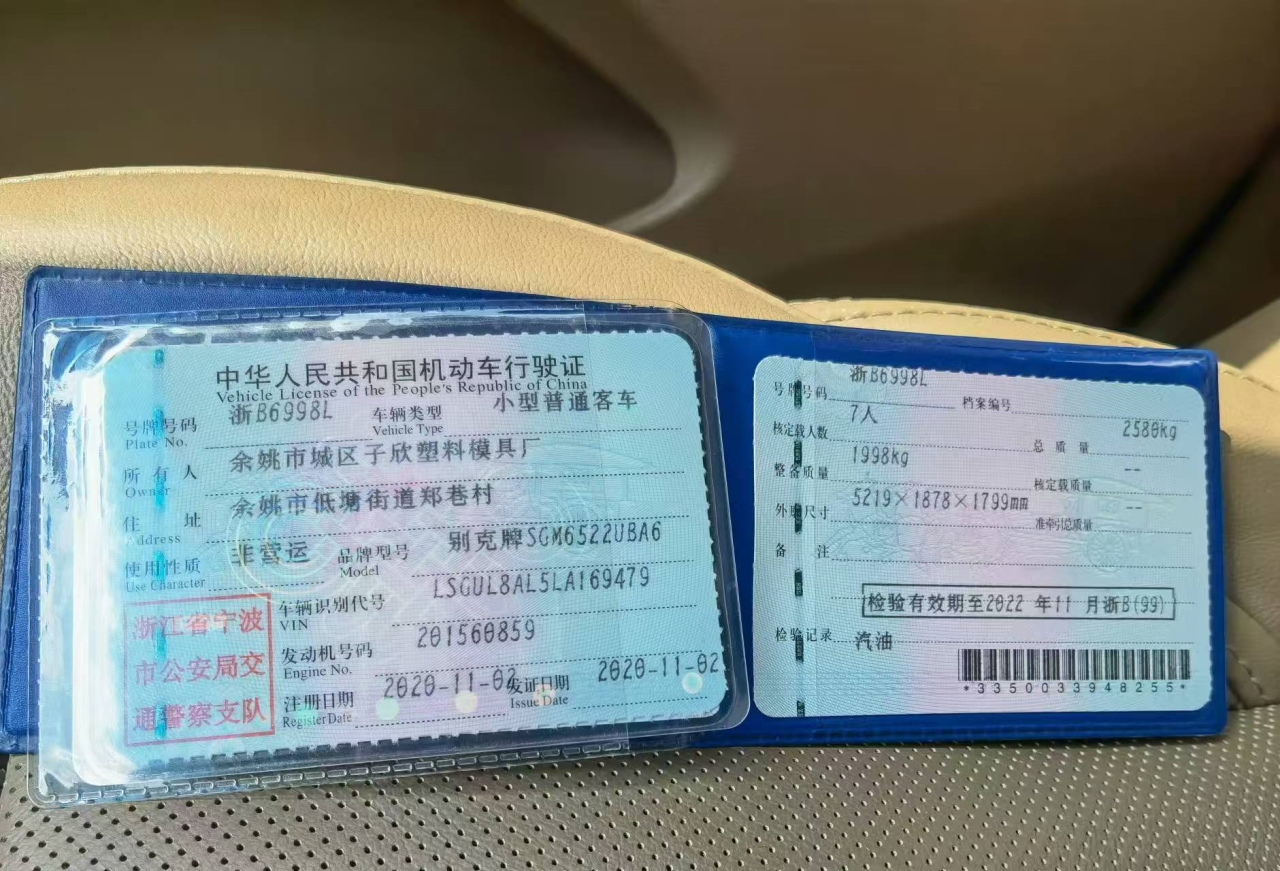 中华人民共和国机动车行驶证
Vehicle License of the People's Republic of China
号牌号码 浙B6998L 车辆类型 小型普通客车
Plate No. Vehicle Type
所有人 余姚市城区子欣塑料模具厂
Owner
住址 余姚市低塘街道郑巷村
Address
使用性质 非营运 品牌型号 别克牌SGM6522UBA6
Use Character Model
车辆识别代号 LSGUL8AL5LA169479
VIN
发动机号码 201560859
Engine No.
注册日期 2020-11-02 发证日期 2020-11-02
Register Date Issue Date
浙江省宁波
市公安局交
通警察支队
号牌号码 浙B6998L 档案编号
核定载人数 7人 总质量 2580kg
整备质量 1998kg 核定载质量 --
外廓尺寸 5219×1878×1799mm 准牵引总质量 --
备注
检验有效期至2022年11月浙B(99)
检验记录 汽油
*3350033948255*